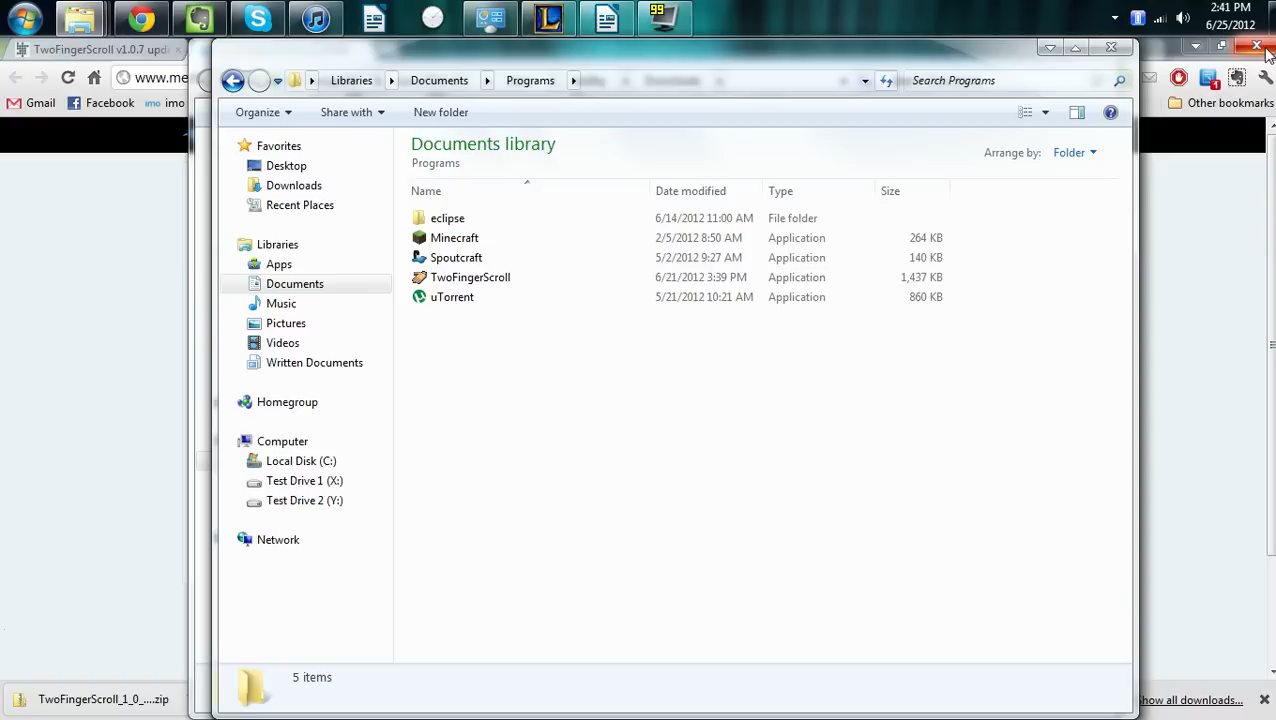 99
2:41 PM
6/25/2012
TwoFingerScroll v1.0.7 upd
www.me
Gmail
Facebook
imo
Other bookmarks
1
Libraries
Documents
Programs
Search Programs
Organize
Share with
New folder
Documents library
Programs
Arrange by:
Folder
Name
Date modified
Type
Size
eclipse
6/14/2012 11:00 AM
File folder
Minecraft
2/5/2012 8:50 AM
Application
264 KB
Spoutcraft
5/2/2012 9:27 AM
Application
140 KB
TwoFingerScroll
6/21/2012 3:39 PM
Application
1,437 KB
uTorrent
5/21/2012 10:21 AM
Application
860 KB
Favorites
Desktop
Downloads
Recent Places
Libraries
Apps
Documents
Music
Pictures
Videos
Written Documents
Homegroup
Computer
Local Disk (C:)
Test Drive 1 (X:)
Test Drive 2 (Y:)
Network
5 items
TwoFingerScroll_1_0_....zip
Show all downloads...